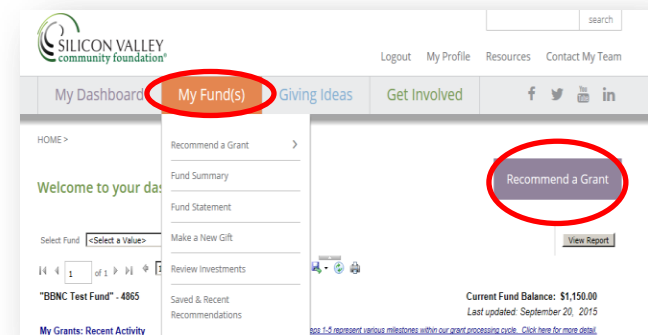 search
SILICON VALLEY
community foundation®
Logout My Profile Resources Contact My Team
My Dashboard My Fund(s) Giving Ideas Get Involved f You Tube in
HOME >
Recommend a Grant >
Recommend a Grant
Fund Summary
Welcome to your das
Fund Statement
Select Fund <Select a Value> Make a New Gift View Report
1 of 1 Review Investments
"BBNC Test Fund" - 4865 Saved & Recent Current Fund Balance: $1,150.00
Recommendations Last updated: September 20, 2015
My Grants: Recent Activity eps 1-5 represent various milestones within our grant processing cycle. Click here for more detail.